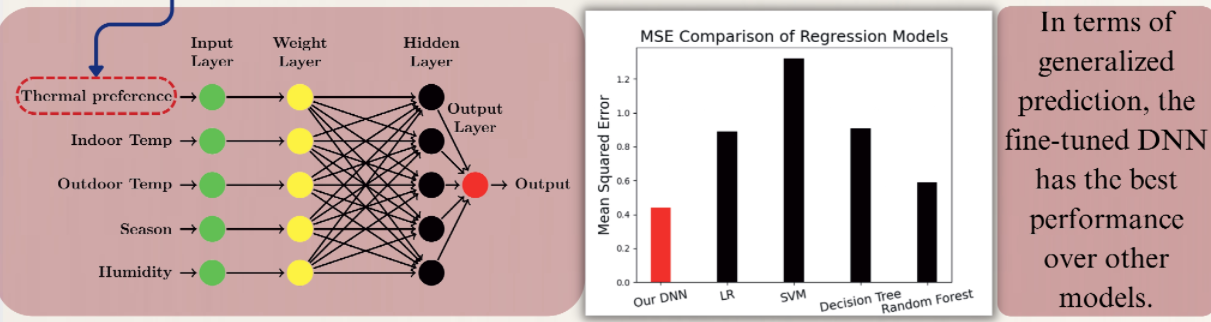 Input
Layer
Weight
Layer
Hidden
Layer
Thermal preference
Indoor Temp
Outdoor Temp
Season
Humidity
Output
Layer
Output
MSE Comparison of Regression Models
Mean Squared Error
1.2
1.0
0.8
0.6
0.4
0.2
0.0
Our DNN
LR
SVM
Decision Tree
Random Forest
In terms of
generalized
prediction, the
fine-tuned DNN
has the best
performance
over other
models.